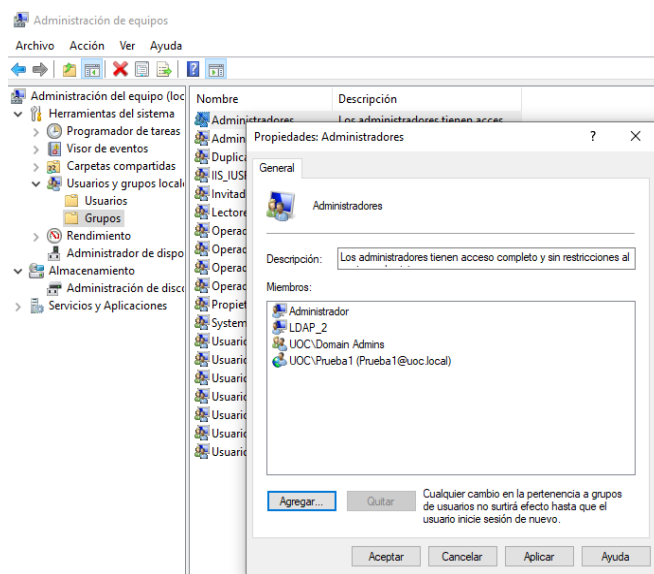 Administración de equipos
Archivo Acción Ver Ayuda
Administración del equipo (loc
Herramientas del sistema
Programador de tareas
Visor de eventos
Carpetas compartidas
Usuarios y grupos local
Usuarios
Grupos
Rendimiento
Administrador de dispo
Almacenamiento
Administración de disco
Servicios y Aplicaciones
Nombre Descripción
Administradores Los administradores tienen acces
Admin
Duplica
IIS_IUSR
Invitad
Lectore
Operac
Operac
Operac
Operac
Propiet
System
Usuario
Usuario
Usuario
Usuario
Usuario
Usuario
Usuario
Propiedades: Administradores ? ×
General
Administradores
Descripción: Los administradores tienen acceso completo y sin restricciones al
Miembros:
Administrador
LDAP_2
UOC\Domain Admins
UOC\Prueba1 (Prueba1@uoc.local)
Agregar... Quitar
Cualquier cambio en la pertenencia a grupos
de usuarios no surtirá efecto hasta que el
usuario inicie sesión de nuevo.
Aceptar Cancelar Aplicar Ayuda